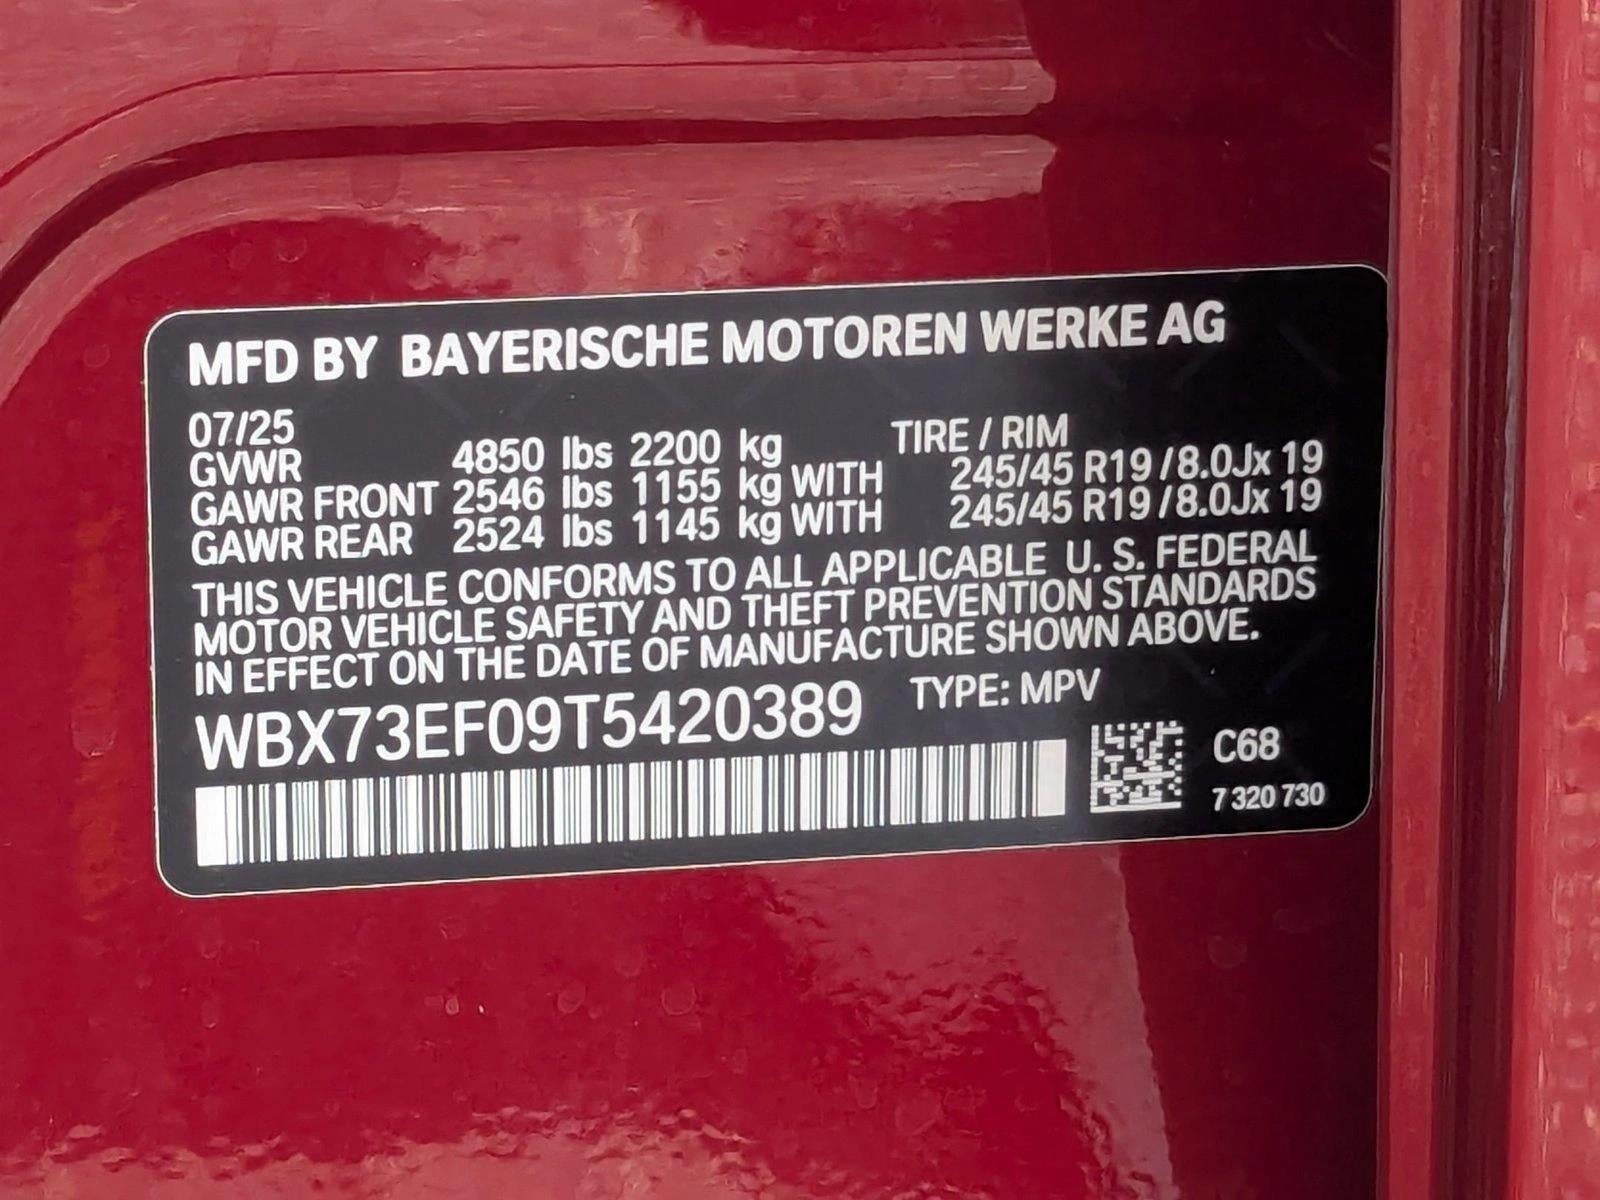 MFD BY BAYERISCHE MOTOREN WERKE AG
07/25
GVWR 4850 lbs 2200 kg TIRE / RIM
GAWR FRONT 2546 lbs 1155 kg WITH 245/45 R19 /8.0Jx 19
GAWR REAR 2524 lbs 1145 kg WITH 245/45 R19 /8.0Jx 19
THIS VEHICLE CONFORMS TO ALL APPLICABLE U. S. FEDERAL
MOTOR VEHICLE SAFETY AND THEFT PREVENTION STANDARDS
IN EFFECT ON THE DATE OF MANUFACTURE SHOWN ABOVE.
WBX73EF09T5420389 TYPE: MPV
C68
7 320 730